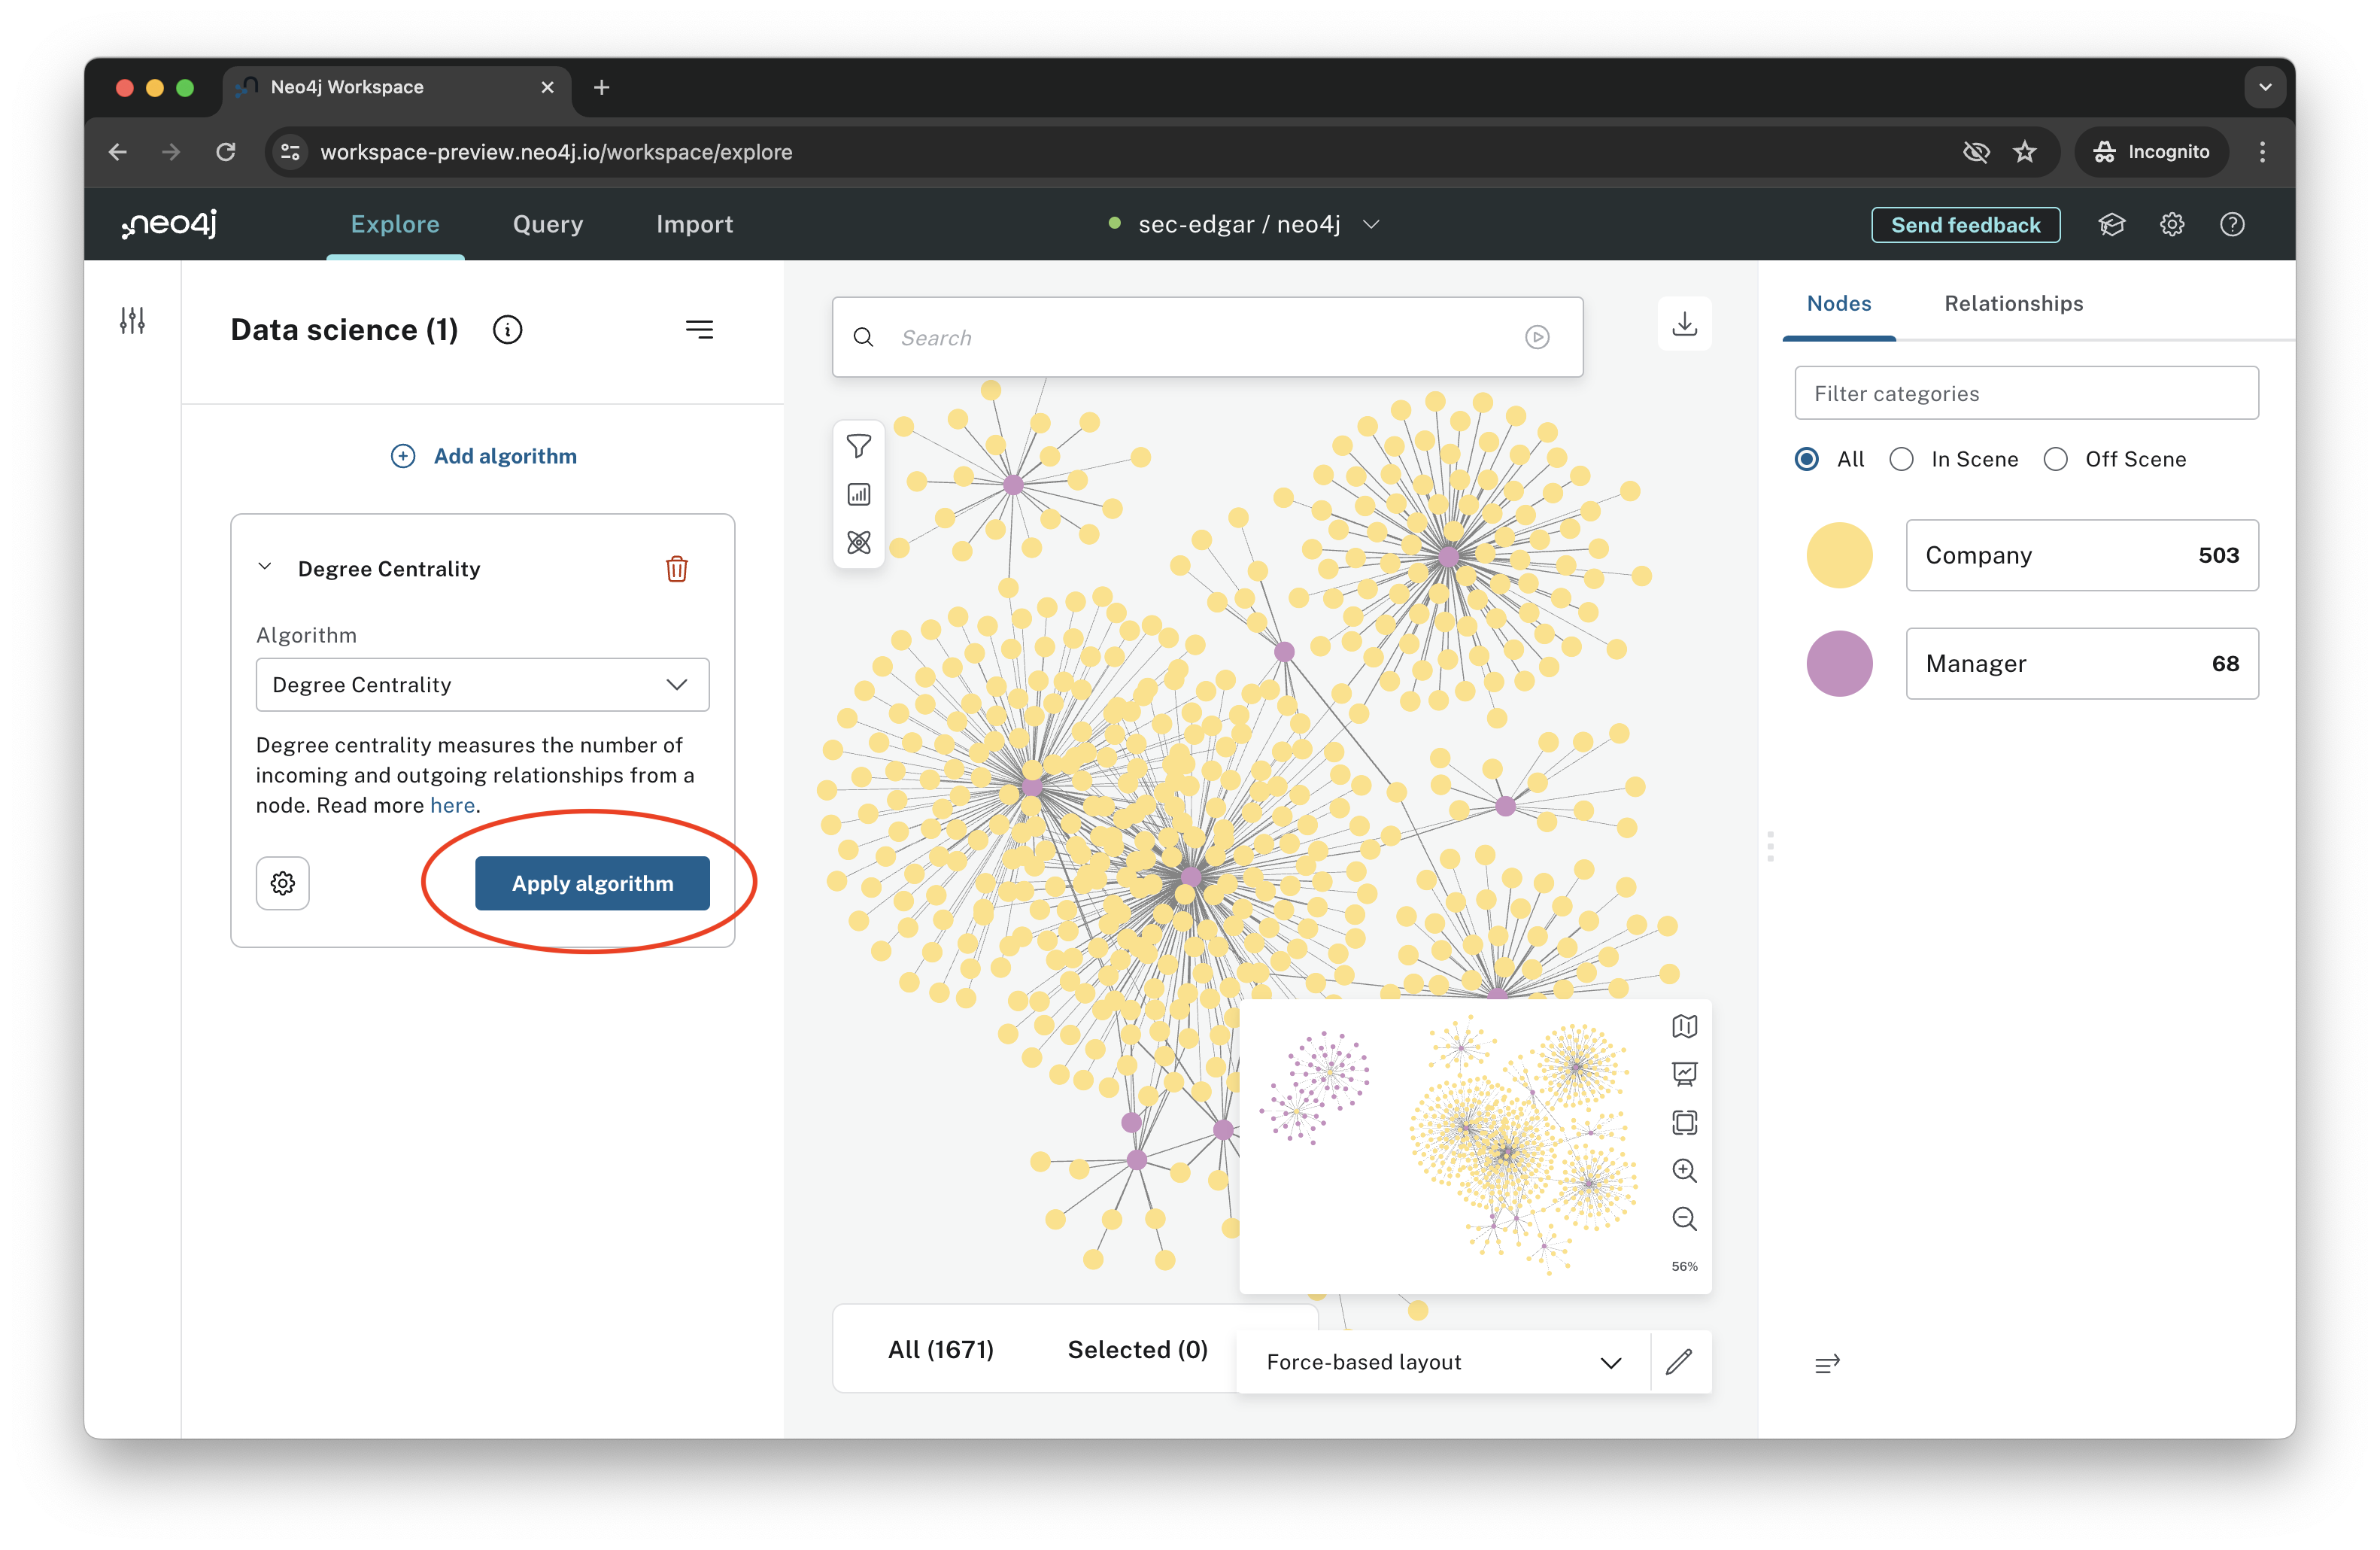 Neo4j Workspace
workspace-preview.neo4j.io/workspace/explore
Incognito
neo4j
Explore
Query
Import
sec-edgar / neo4j
Send feedback
Data science (1)
Add algorithm
Degree Centrality
Algorithm
Degree Centrality
Degree centrality measures the number of
incoming and outgoing relationships from a
node. Read more here.
Apply algorithm
Search
56%
All (1671)
Selected (0)
Force-based layout
Nodes
Relationships
Filter categories
All
In Scene
Off Scene
Company 503
Manager 68